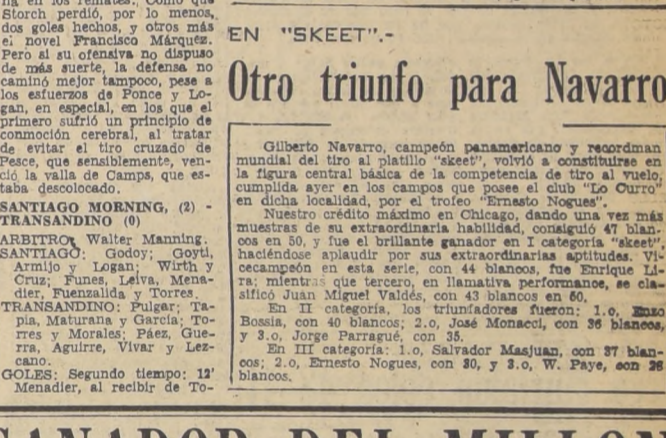 na en los remates. Como que
Storch perdió, por lo menos,
dos goles hechos, y otros más
el novel Francisco Márquez.
Pero si su ofensiva no dispuso
de más suerte, la defensa no
caminó mejor tampoco, pese a
los esfuerzos de Ponce y Lo-
gan, en especial, en los que el
primero sufrió un principio de
conmoción cerebral, al tratar
de evitar el tiro cruzado de
Pesce, que sensiblemente, ven-
ció la valla de Camps, que es-
taba descolocado.
SANTIAGO MORNING, (2) -
TRANSANDINO (0)
ARBITRO: Walter Manning.
SANTIAGO: Godoy; Goyti,
Armijo y Logan; Wirth y
Cruz; Funes, Leiva, Mena-
dier, Fuenzalida y Torres.
TRANSANDINO: Pulgar; Ta-
pia, Maturana y García; To-
rres y Morales; Páez, Gue-
rra, Aguirre, Vivar y Lez-
cano.
GOLES: Segundo tiempo: 12'
Menadier, al recibir de To-
EN "SKEET".-
Otro triunfo para Navarro
Gilberto Navarro, campeón panamericano y recordman
mundial del tiro al platillo "skeet", volvió a constituirse en
la figura central básica de la competencia de tiro al vuelo,
cumplida ayer en los campos que posee el club "Lo Curro"
en dicha localidad, por el trofeo "Ernesto Nogues".
Nuestro crédito máximo en Chicago, dando una vez más
muestras de su extraordinaria habilidad, consiguió 47 blan-
cos en 50, y fue el brillante ganador en I categoría "skeet",
haciéndose aplaudir por sus extraordinarias aptitudes. Vi-
cecampeón en esta serie, con 44 blancos, fue Enrique Li-
ra; mientras que tercero, en llamativa performance, se cla-
sificó Juan Miguel Valdés, con 43 blancos en 50.
En II categoría, los triunfadores fueron: 1.o, Enzo
Bossia, con 40 blancos; 2.o, José Monacci, con 36 blancos,
y 3.o, Jorge Parragué, con 35.
En III categoría: 1.o, Salvador Masjuan, con 37 blan-
cos; 2.o, Ernesto Nogues, con 30, y 3.o, W. Paye, con 26
blancos.
GANADOR DEL MILLON